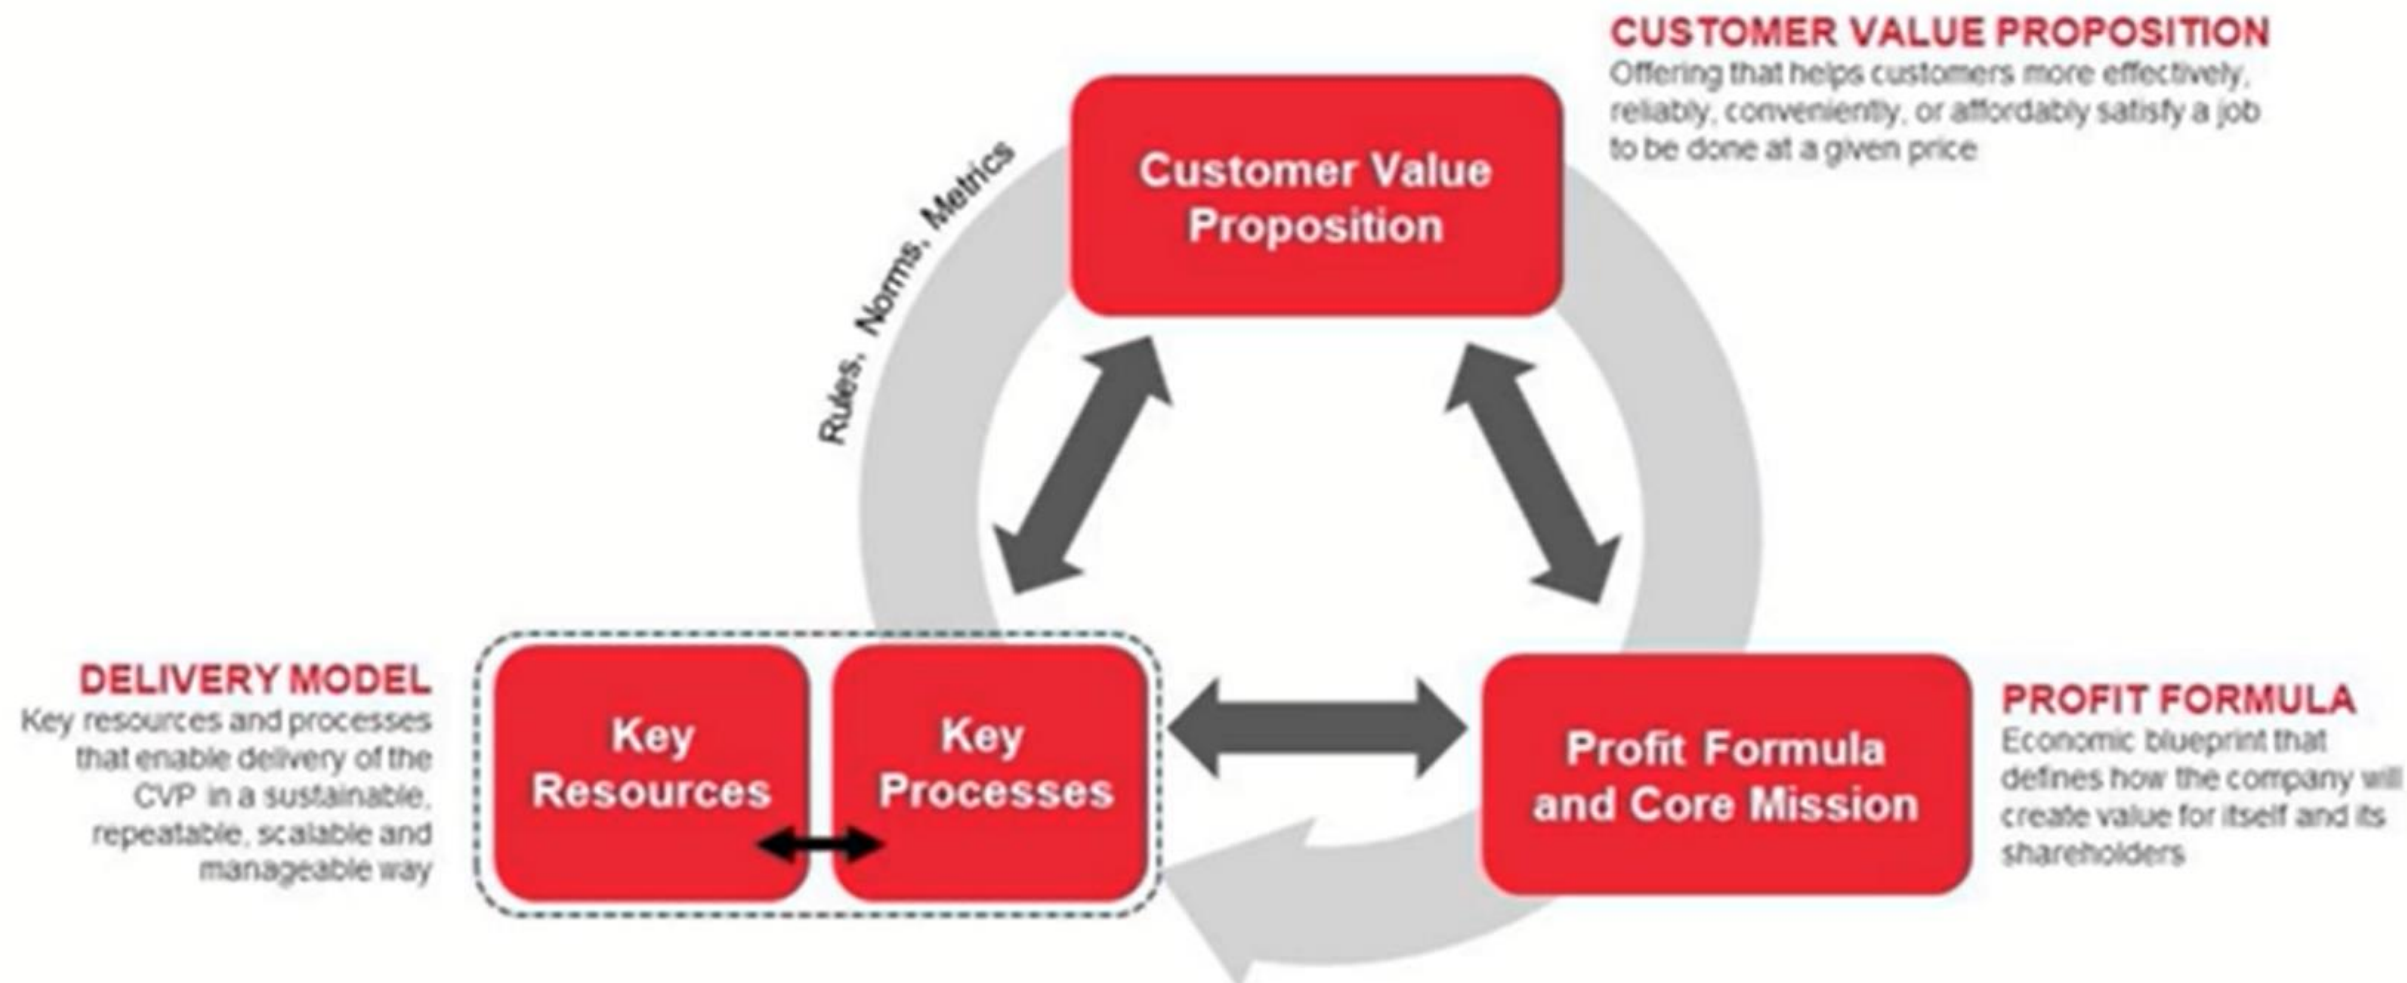 CUSTOMER VALUE PROPOSITION
Offering that helps customers more effectively,
reliably, conveniently, or affordably satisfy a job
to be done at a given price
Customer Value
Proposition
Rules, Norms, Metrics
DELIVERY MODEL
Key resources and processes
that enable delivery of the
CVP in a sustainable,
repeatable, scalable and
manageable way
Key
Resources
Key
Processes
Profit Formula
and Core Mission
PROFIT FORMULA
Economic blueprint that
defines how the company will
create value for itself and its
shareholders